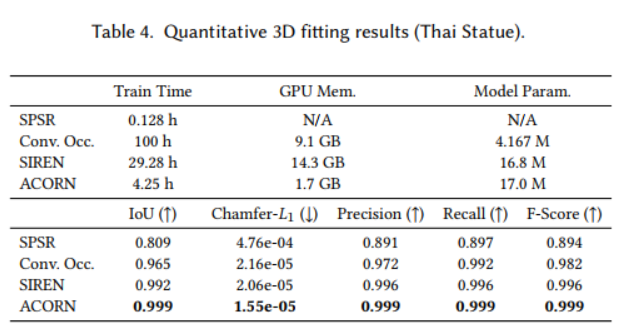 Table 4. Quantitative 3D fitting results (Thai Statue).
Train Time GPU Mem. Model Param.
SPSR 0.128 h N/A N/A
Conv. Occ. 100 h 9.1 GB 4.167 M
SIREN 29.28 h 14.3 GB 16.8 M
ACORN 4.25 h 1.7 GB 17.0 M
IoU (↑) Chamfer-L₁ (↓) Precision (↑) Recall (↑) F-Score (↑)
SPSR 0.809 4.76e-04 0.891 0.897 0.894
Conv. Occ. 0.965 2.16e-05 0.972 0.992 0.982
SIREN 0.992 2.06e-05 0.996 0.996 0.996
ACORN 0.999 1.55e-05 0.999 0.999 0.999